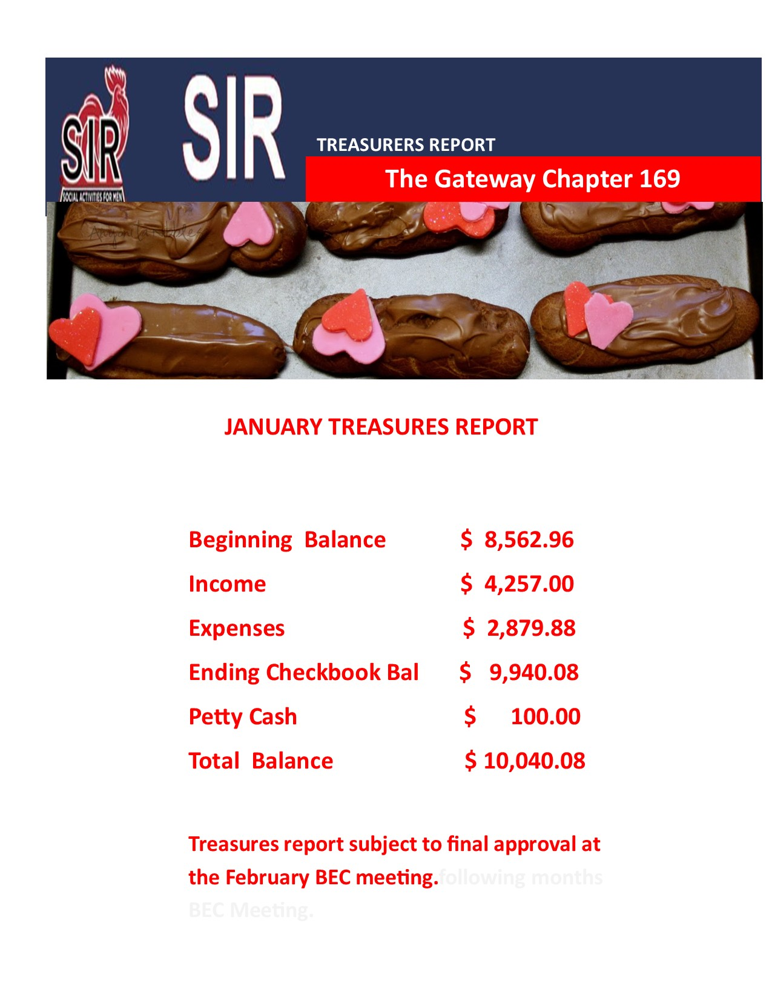 SIR
SOCIAL ACTIVITIES FOR MEN
SIR
TREASURERS REPORT
The Gateway Chapter 169
JANUARY TREASURES REPORT
Beginning Balance $ 8,562.96
Income $ 4,257.00
Expenses $ 2,879.88
Ending Checkbook Bal $ 9,940.08
Petty Cash $ 100.00
Total Balance $ 10,040.08
Treasures report subject to final approval at
the February BEC meeting.following months
BEC Meeting.